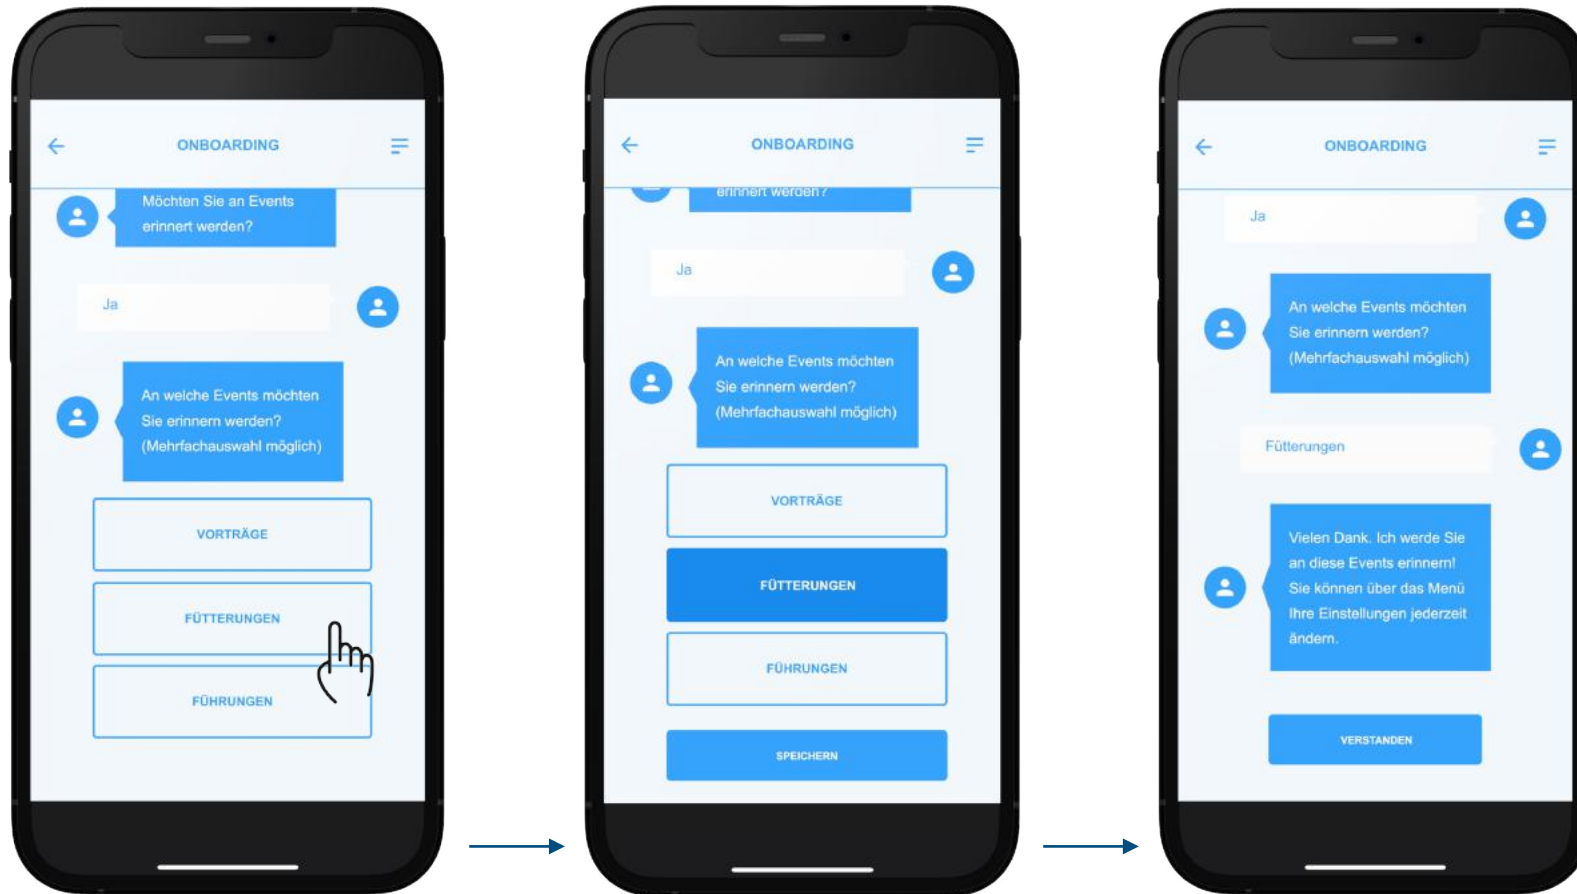 ONBOARDING
Möchten Sie an Events
erinnert werden?
Ja
An welche Events möchten
Sie erinnern werden?
(Mehrfachauswahl möglich)
VORTRÄGE
FÜTTERUNGEN
FÜHRUNGEN
ONBOARDING
erinnert werden?
Ja
An welche Events möchten
Sie erinnern werden?
(Mehrfachauswahl möglich)
VORTRÄGE
FÜTTERUNGEN
FÜHRUNGEN
SPEICHERN
ONBOARDING
Ja
An welche Events möchten
Sie erinnern werden?
(Mehrfachauswahl möglich)
Fütterungen
Vielen Dank. Ich werde Sie
an diese Events erinnern!
Sie können über das Menü
Ihre Einstellungen jederzeit
ändern.
VERSTANDEN